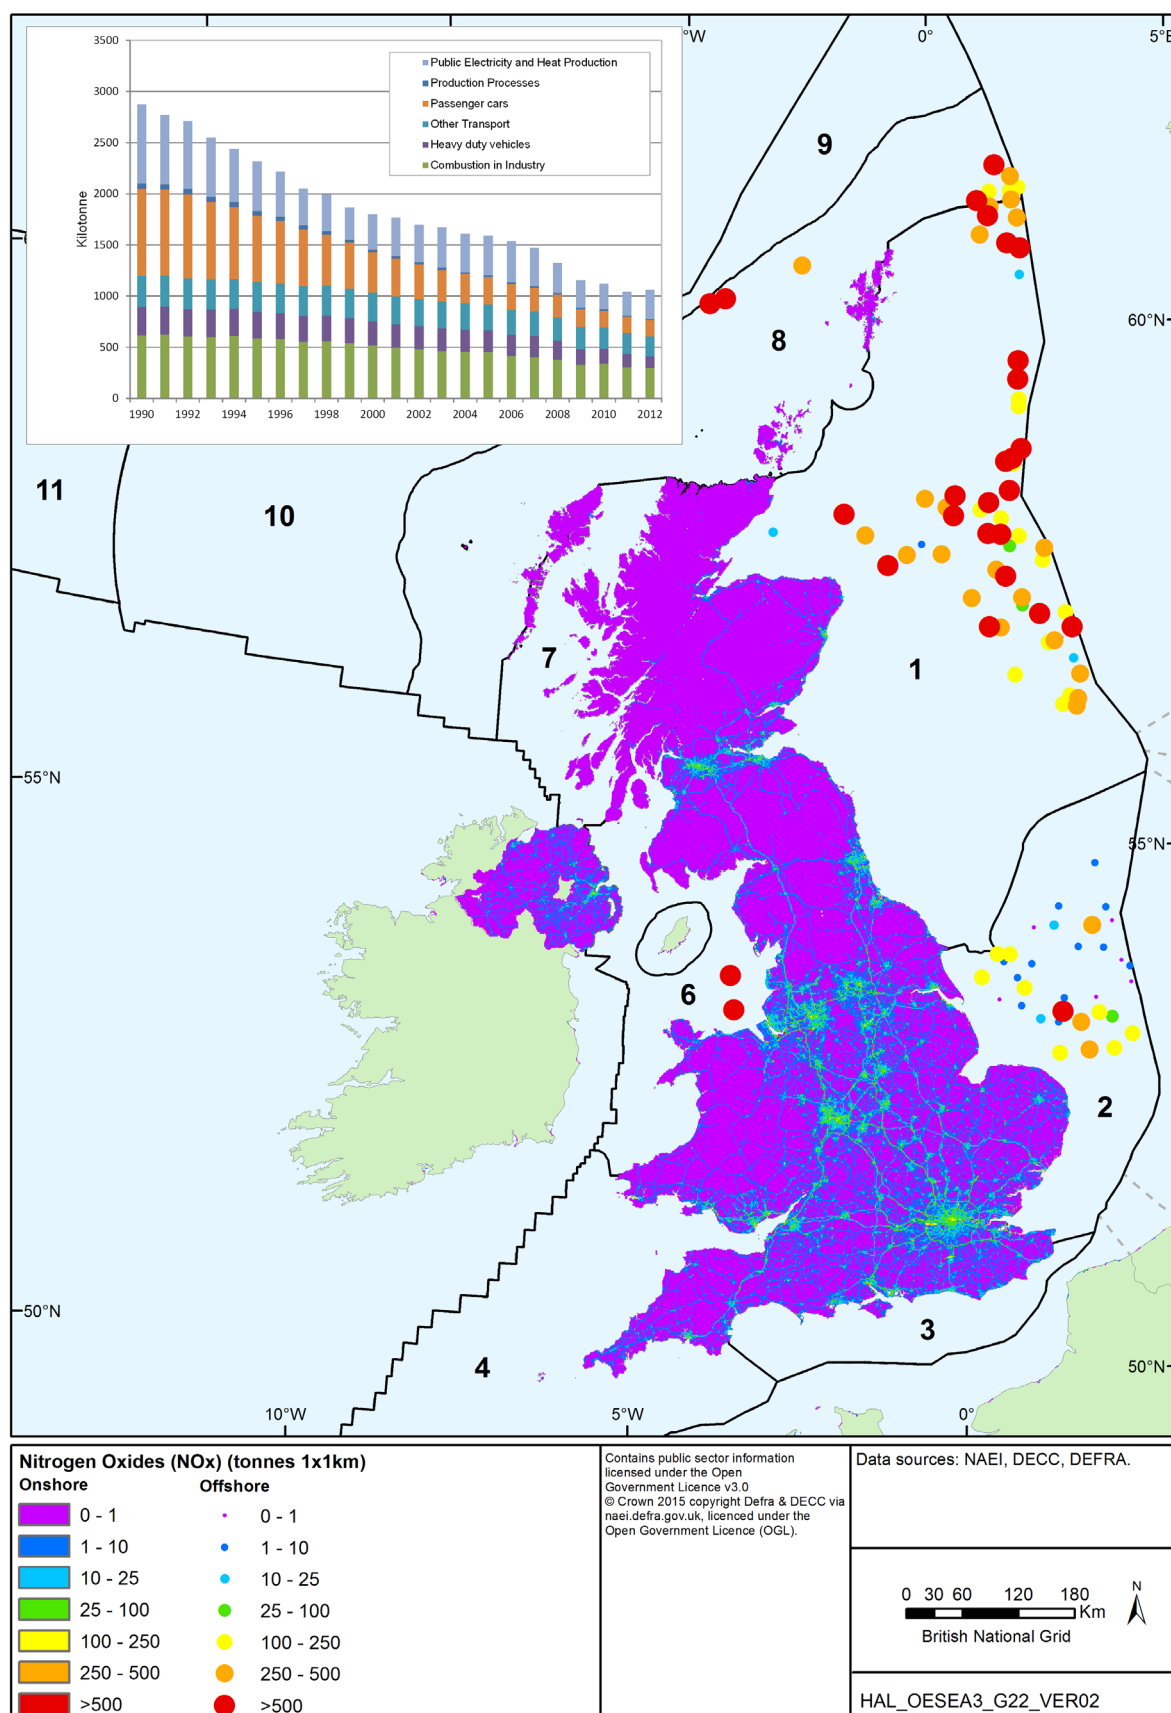 3500
3000
2500
2000
1500
1000
500
0
Kilotonne
Public Electricity and Heat Production
Production Processes
Passenger cars
Other Transport
Heavy duty vehicles
Combustion in Industry
1990 1992 1994 1996 1998 2000 2002 2004 2006 2008 2010 2012
°W 0° 5°E
9
8
60°N
11
10
7
1
55°N
55°N
6
2
50°N
3
4
50°N
10°W 5°W 0°
Nitrogen Oxides (NOx) (tonnes 1x1km)
Onshore Offshore
0 - 1 0 - 1
1 - 10 1 - 10
10 - 25 10 - 25
25 - 100 25 - 100
100 - 250 100 - 250
250 - 500 250 - 500
>500 >500
Contains public sector information
licensed under the Open
Government Licence v3.0
© Crown 2015 copyright Defra & DECC via
naei.defra.gov.uk, licenced under the
Open Government Licence (OGL).
Data sources: NAEI, DECC, DEFRA.
0 30 60 120 180
Km
N
British National Grid
HAL_OESEA3_G22_VER02